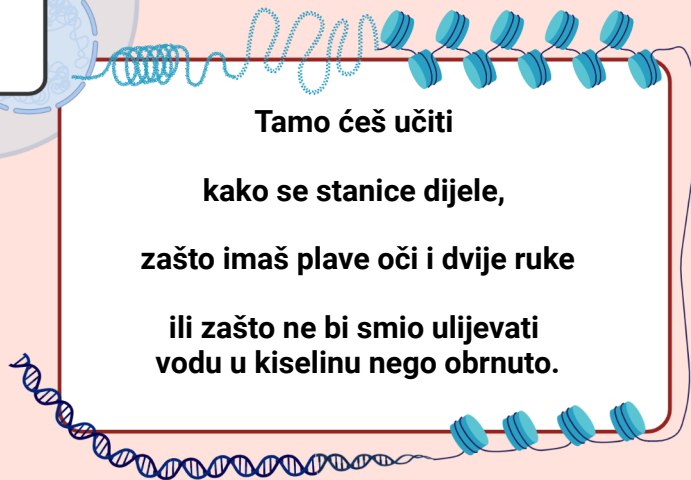 Tamo ćeš učiti
kako se stanice dijele,
zašto imaš plave oči i dvije ruke
ili zašto ne bi smio ulijevati
vodu u kiselinu nego obrnuto.